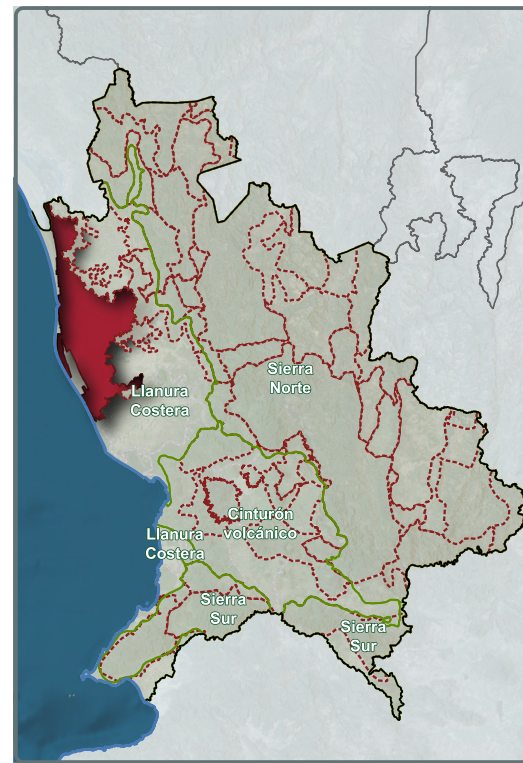 Sierra
Norte
Llanura
Costera
Cinturón
volcánico
Llanura
Costera
Sierra
Sur
Sierra
Sur